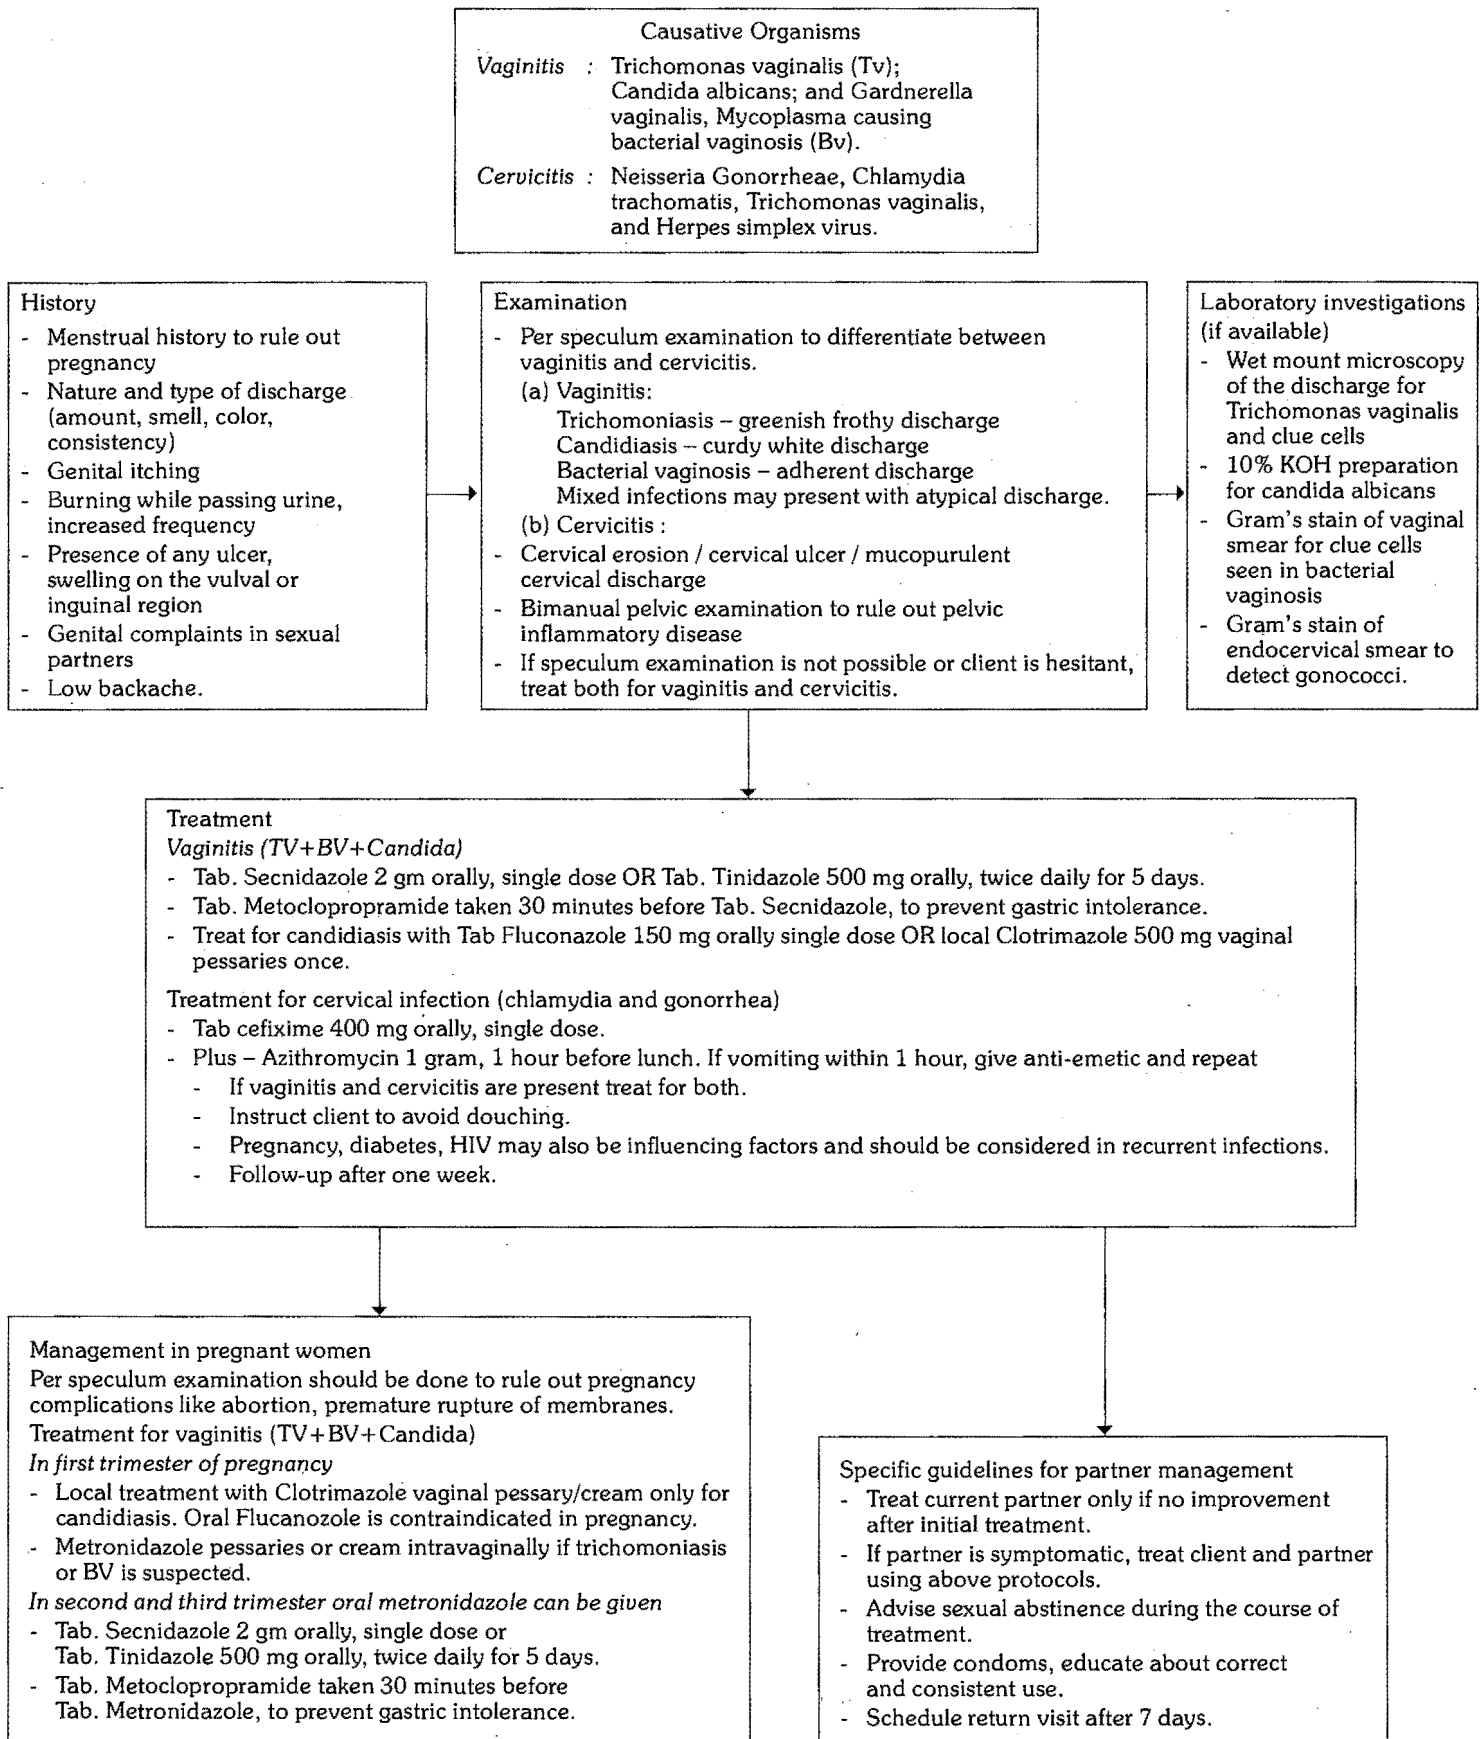 Causative Organisms
Vaginitis : Trichomonas vaginalis (Tv);
Candida albicans; and Gardnerella
vaginalis, Mycoplasma causing
bacterial vaginosis (Bv).
Cervicitis : Neisseria Gonorrheae, Chlamydia
trachomatis, Trichomonas vaginalis,
and Herpes simplex virus.
History
- Menstrual history to rule out
pregnancy
- Nature and type of discharge
(amount, smell, color,
consistency)
- Genital itching
- Burning while passing urine,
increased frequency
- Presence of any ulcer,
swelling on the vulval or
inguinal region
- Genital complaints in sexual
partners
- Low backache.
Examination
- Per speculum examination to differentiate between
vaginitis and cervicitis.
(a) Vaginitis:
Trichomoniasis – greenish frothy discharge
Candidiasis – curdy white discharge
Bacterial vaginosis – adherent discharge
Mixed infections may present with atypical discharge.
(b) Cervicitis :
- Cervical erosion / cervical ulcer / mucopurulent
cervical discharge
- Bimanual pelvic examination to rule out pelvic
inflammatory disease
- If speculum examination is not possible or client is hesitant,
treat both for vaginitis and cervicitis.
Laboratory investigations
(if available)
- Wet mount microscopy
of the discharge for
Trichomonas vaginalis
and clue cells
- 10% KOH preparation
for candida albicans
- Gram's stain of vaginal
smear for clue cells
seen in bacterial
vaginosis
- Gram's stain of
endocervical smear to
detect gonococci.
Treatment
Vaginitis (TV+BV+Candida)
- Tab. Secnidazole 2 gm orally, single dose OR Tab. Tinidazole 500 mg orally, twice daily for 5 days.
- Tab. Metoclopropramide taken 30 minutes before Tab. Secnidazole, to prevent gastric intolerance.
- Treat for candidiasis with Tab Fluconazole 150 mg orally single dose OR local Clotrimazole 500 mg vaginal
pessaries once.
Treatment for cervical infection (chlamydia and gonorrhea)
- Tab cefixime 400 mg orally, single dose.
- Plus – Azithromycin 1 gram, 1 hour before lunch. If vomiting within 1 hour, give anti-emetic and repeat
- If vaginitis and cervicitis are present treat for both.
- Instruct client to avoid douching.
- Pregnancy, diabetes, HIV may also be influencing factors and should be considered in recurrent infections.
- Follow-up after one week.
Management in pregnant women
Per speculum examination should be done to rule out pregnancy
complications like abortion, premature rupture of membranes.
Treatment for vaginitis (TV+BV+Candida)
In first trimester of pregnancy
- Local treatment with Clotrimazole vaginal pessary/cream only for
candidiasis. Oral Flucanozole is contraindicated in pregnancy.
- Metronidazole pessaries or cream intravaginally if trichomoniasis
or BV is suspected.
In second and third trimester oral metronidazole can be given
- Tab. Secnidazole 2 gm orally, single dose or
Tab. Tinidazole 500 mg orally, twice daily for 5 days.
- Tab. Metoclopropramide taken 30 minutes before
Tab. Metronidazole, to prevent gastric intolerance.
Specific guidelines for partner management
- Treat current partner only if no improvement
after initial treatment.
- If partner is symptomatic, treat client and partner
using above protocols.
- Advise sexual abstinence during the course of
treatment.
- Provide condoms, educate about correct
and consistent use.
- Schedule return visit after 7 days.